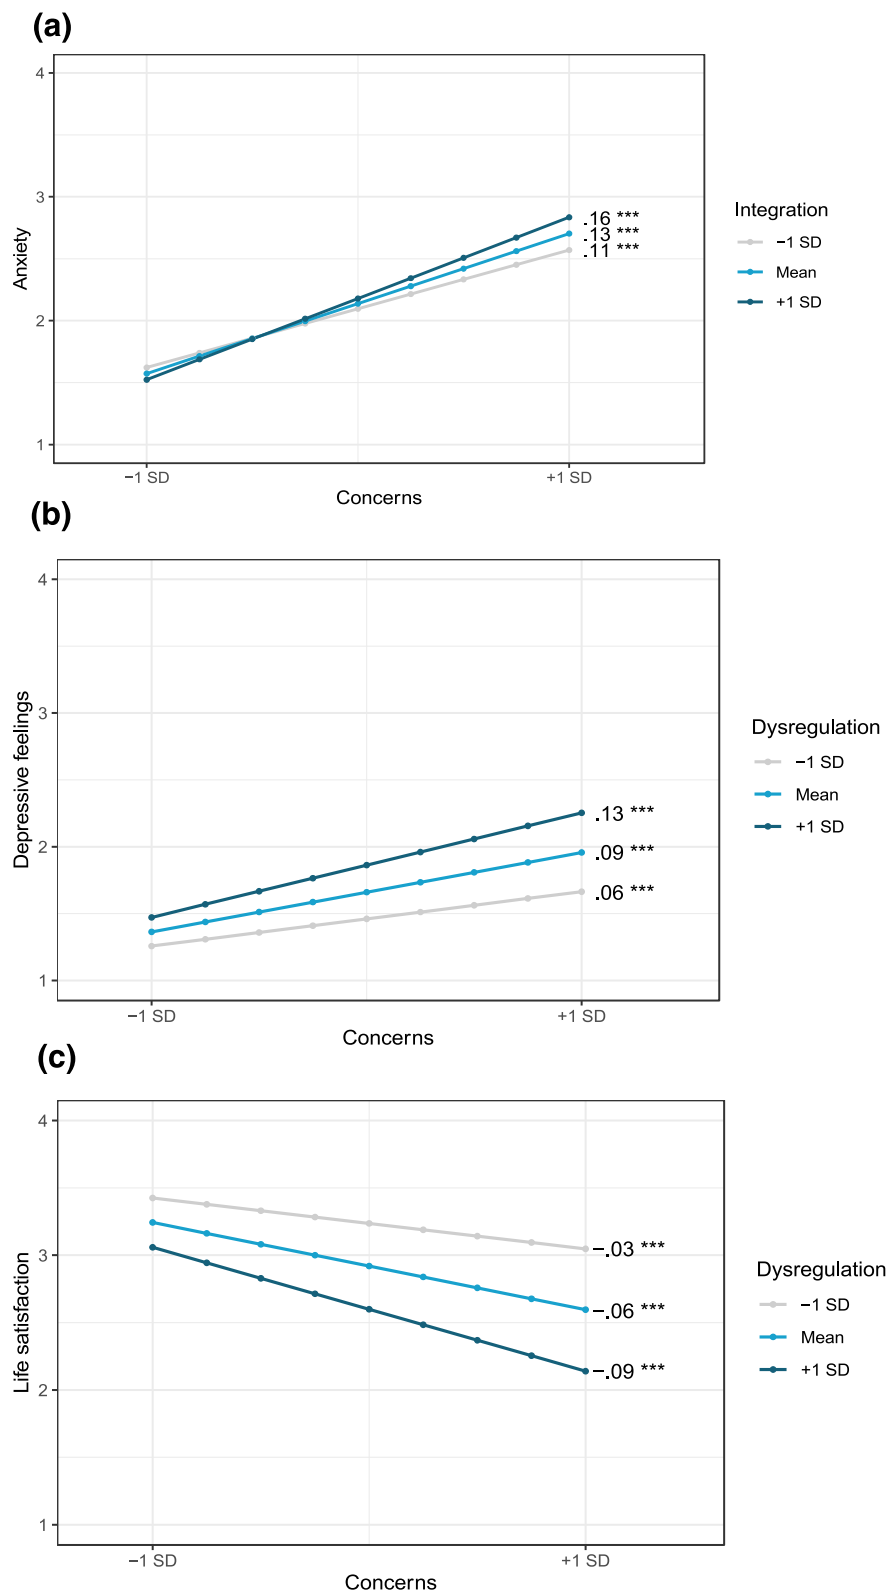 (a)
4
3
2
1
Anxiety
.16 ***
.13 ***
.11 ***
−1 SD
+1 SD
Concerns
Integration
−1 SD
Mean
+1 SD
(b)
4
3
2
1
Depressive feelings
.13 ***
.09 ***
.06 ***
−1 SD
+1 SD
Concerns
Dysregulation
−1 SD
Mean
+1 SD
(c)
4
3
2
1
Life satisfaction
−.03 ***
−.06 ***
−.09 ***
−1 SD
+1 SD
Concerns
Dysregulation
−1 SD
Mean
+1 SD